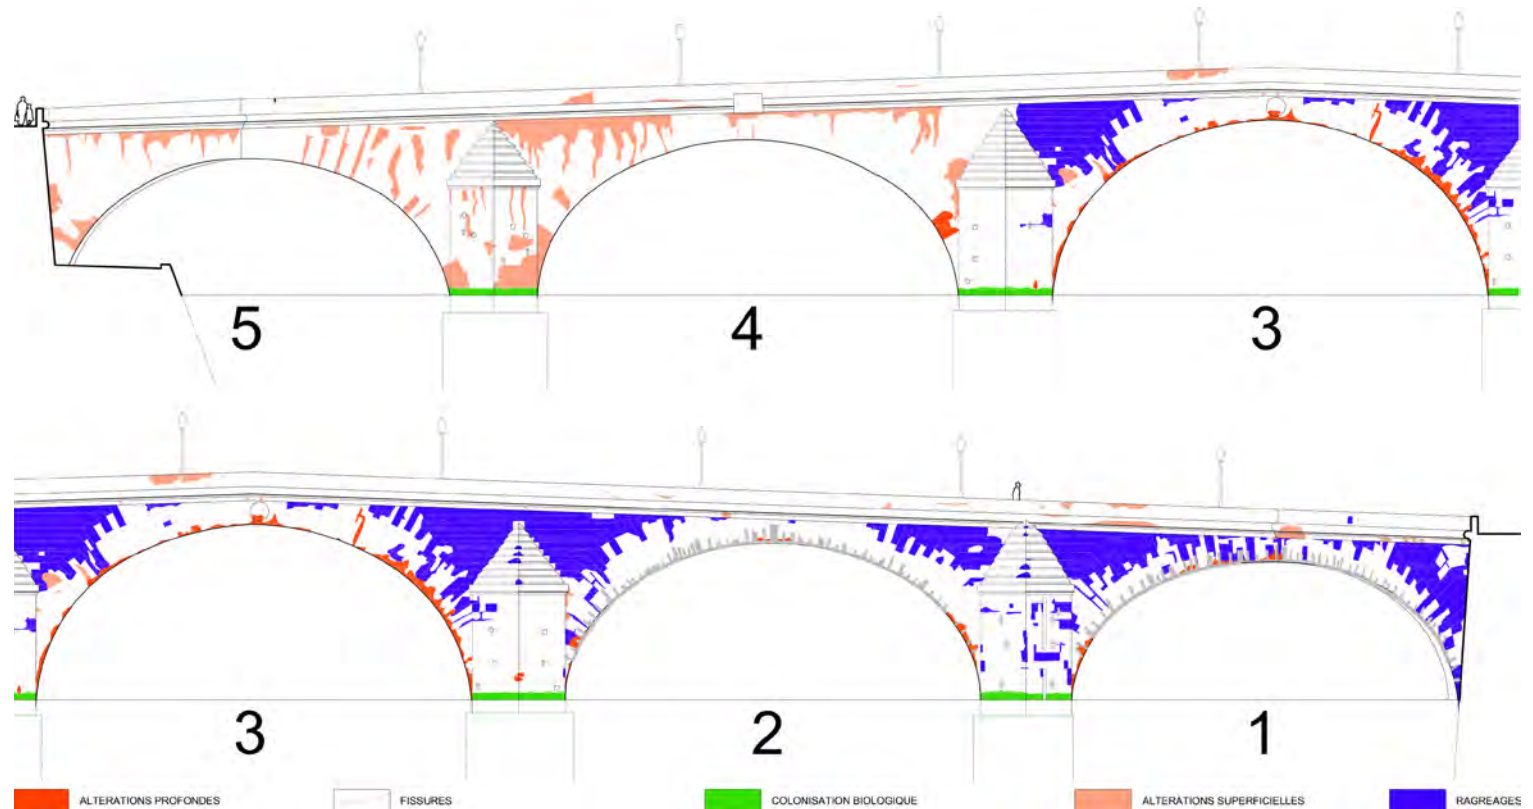 5 4 3
3 2 1
ALTERATIONS PROFONDES FISSURES COLONISATION BIOLOGIQUE ALTERATIONS SUPERFICIELLES RAGREAGES